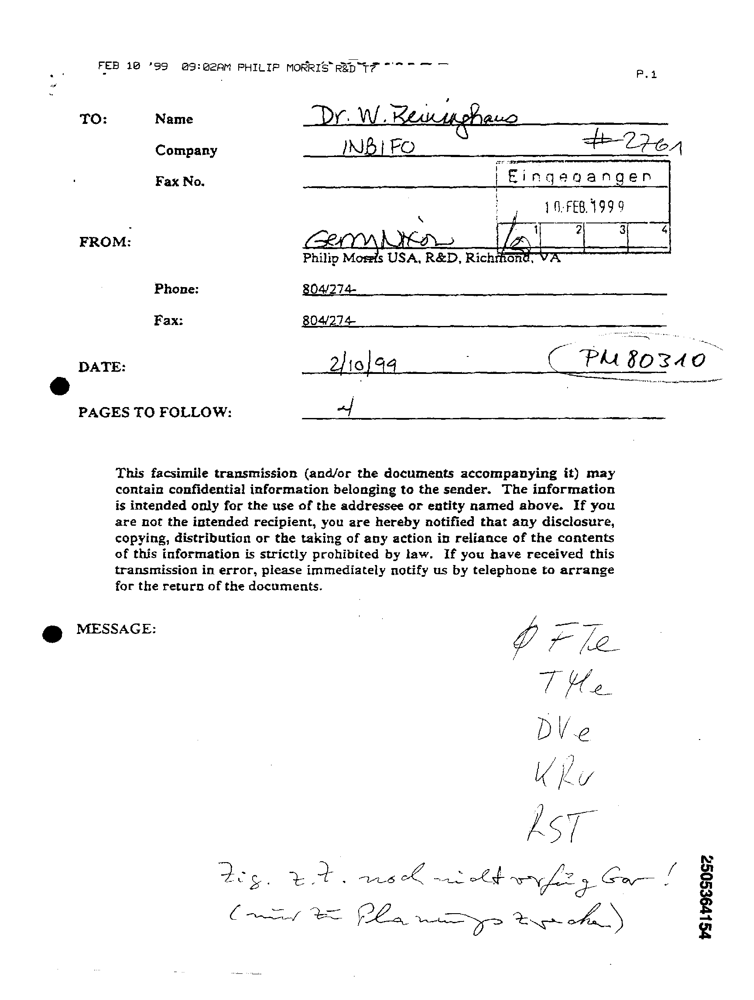 FEB 10 '99 09:02AM PHILIP MORRIS R&D T7
P.1
TO: Name Dr. W. Reininghaus
Company INBIFO #2761
Fax No.
Eingegangen
10. FEB. 1999
1 2 3 4
FROM: Gerry Nixon
Philip Morris USA, R&D, Richmond, VA
Phone: 804/274-
Fax: 804/274-
DATE: 2/10/99 PM 80310
PAGES TO FOLLOW: 4
This facsimile transmission (and/or the documents accompanying it) may
contain confidential information belonging to the sender. The information
is intended only for the use of the addressee or entity named above. If you
are not the intended recipient, you are hereby notified that any disclosure,
copying, distribution or the taking of any action in reliance of the contents
of this information is strictly prohibited by law. If you have received this
transmission in error, please immediately notify us by telephone to arrange
for the return of the documents.
MESSAGE:
FTe
THe
DVe
KRu
RST
Zig. z.Z. noch nicht verfügbar!
(nur zu Planungszwecken)
2505364154